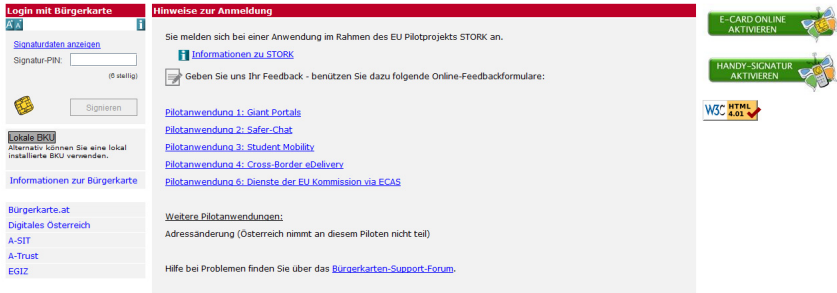 Login mit Bürgerkarte
A A i
Signaturdaten anzeigen
Signatur-PIN:
(6 stellig)
Signieren
Lokale BKU
Alternativ können Sie eine lokal
installierte BKU verwenden.
Informationen zur Bürgerkarte
Bürgerkarte.at
Digitales Österreich
A-SIT
A-Trust
EGIZ
Hinweise zur Anmeldung
Sie melden sich bei einer Anwendung im Rahmen des EU Pilotprojekts STORK an.
i Informationen zu STORK
Geben Sie uns Ihr Feedback - benützen Sie dazu folgende Online-Feedbackformulare:
Pilotanwendung 1: Giant Portals
Pilotanwendung 2: Safer-Chat
Pilotanwendung 3: Student Mobility
Pilotanwendung 4: Cross-Border eDelivery
Pilotanwendung 6: Dienste der EU Kommission via ECAS
Weitere Pilotanwendungen:
Adressänderung (Österreich nimmt an diesem Piloten nicht teil)
Hilfe bei Problemen finden Sie über das Bürgerkarten-Support-Forum.
E-CARD ONLINE
AKTIVIEREN
HANDY-SIGNATUR
AKTIVIEREN
W3C HTML
4.01